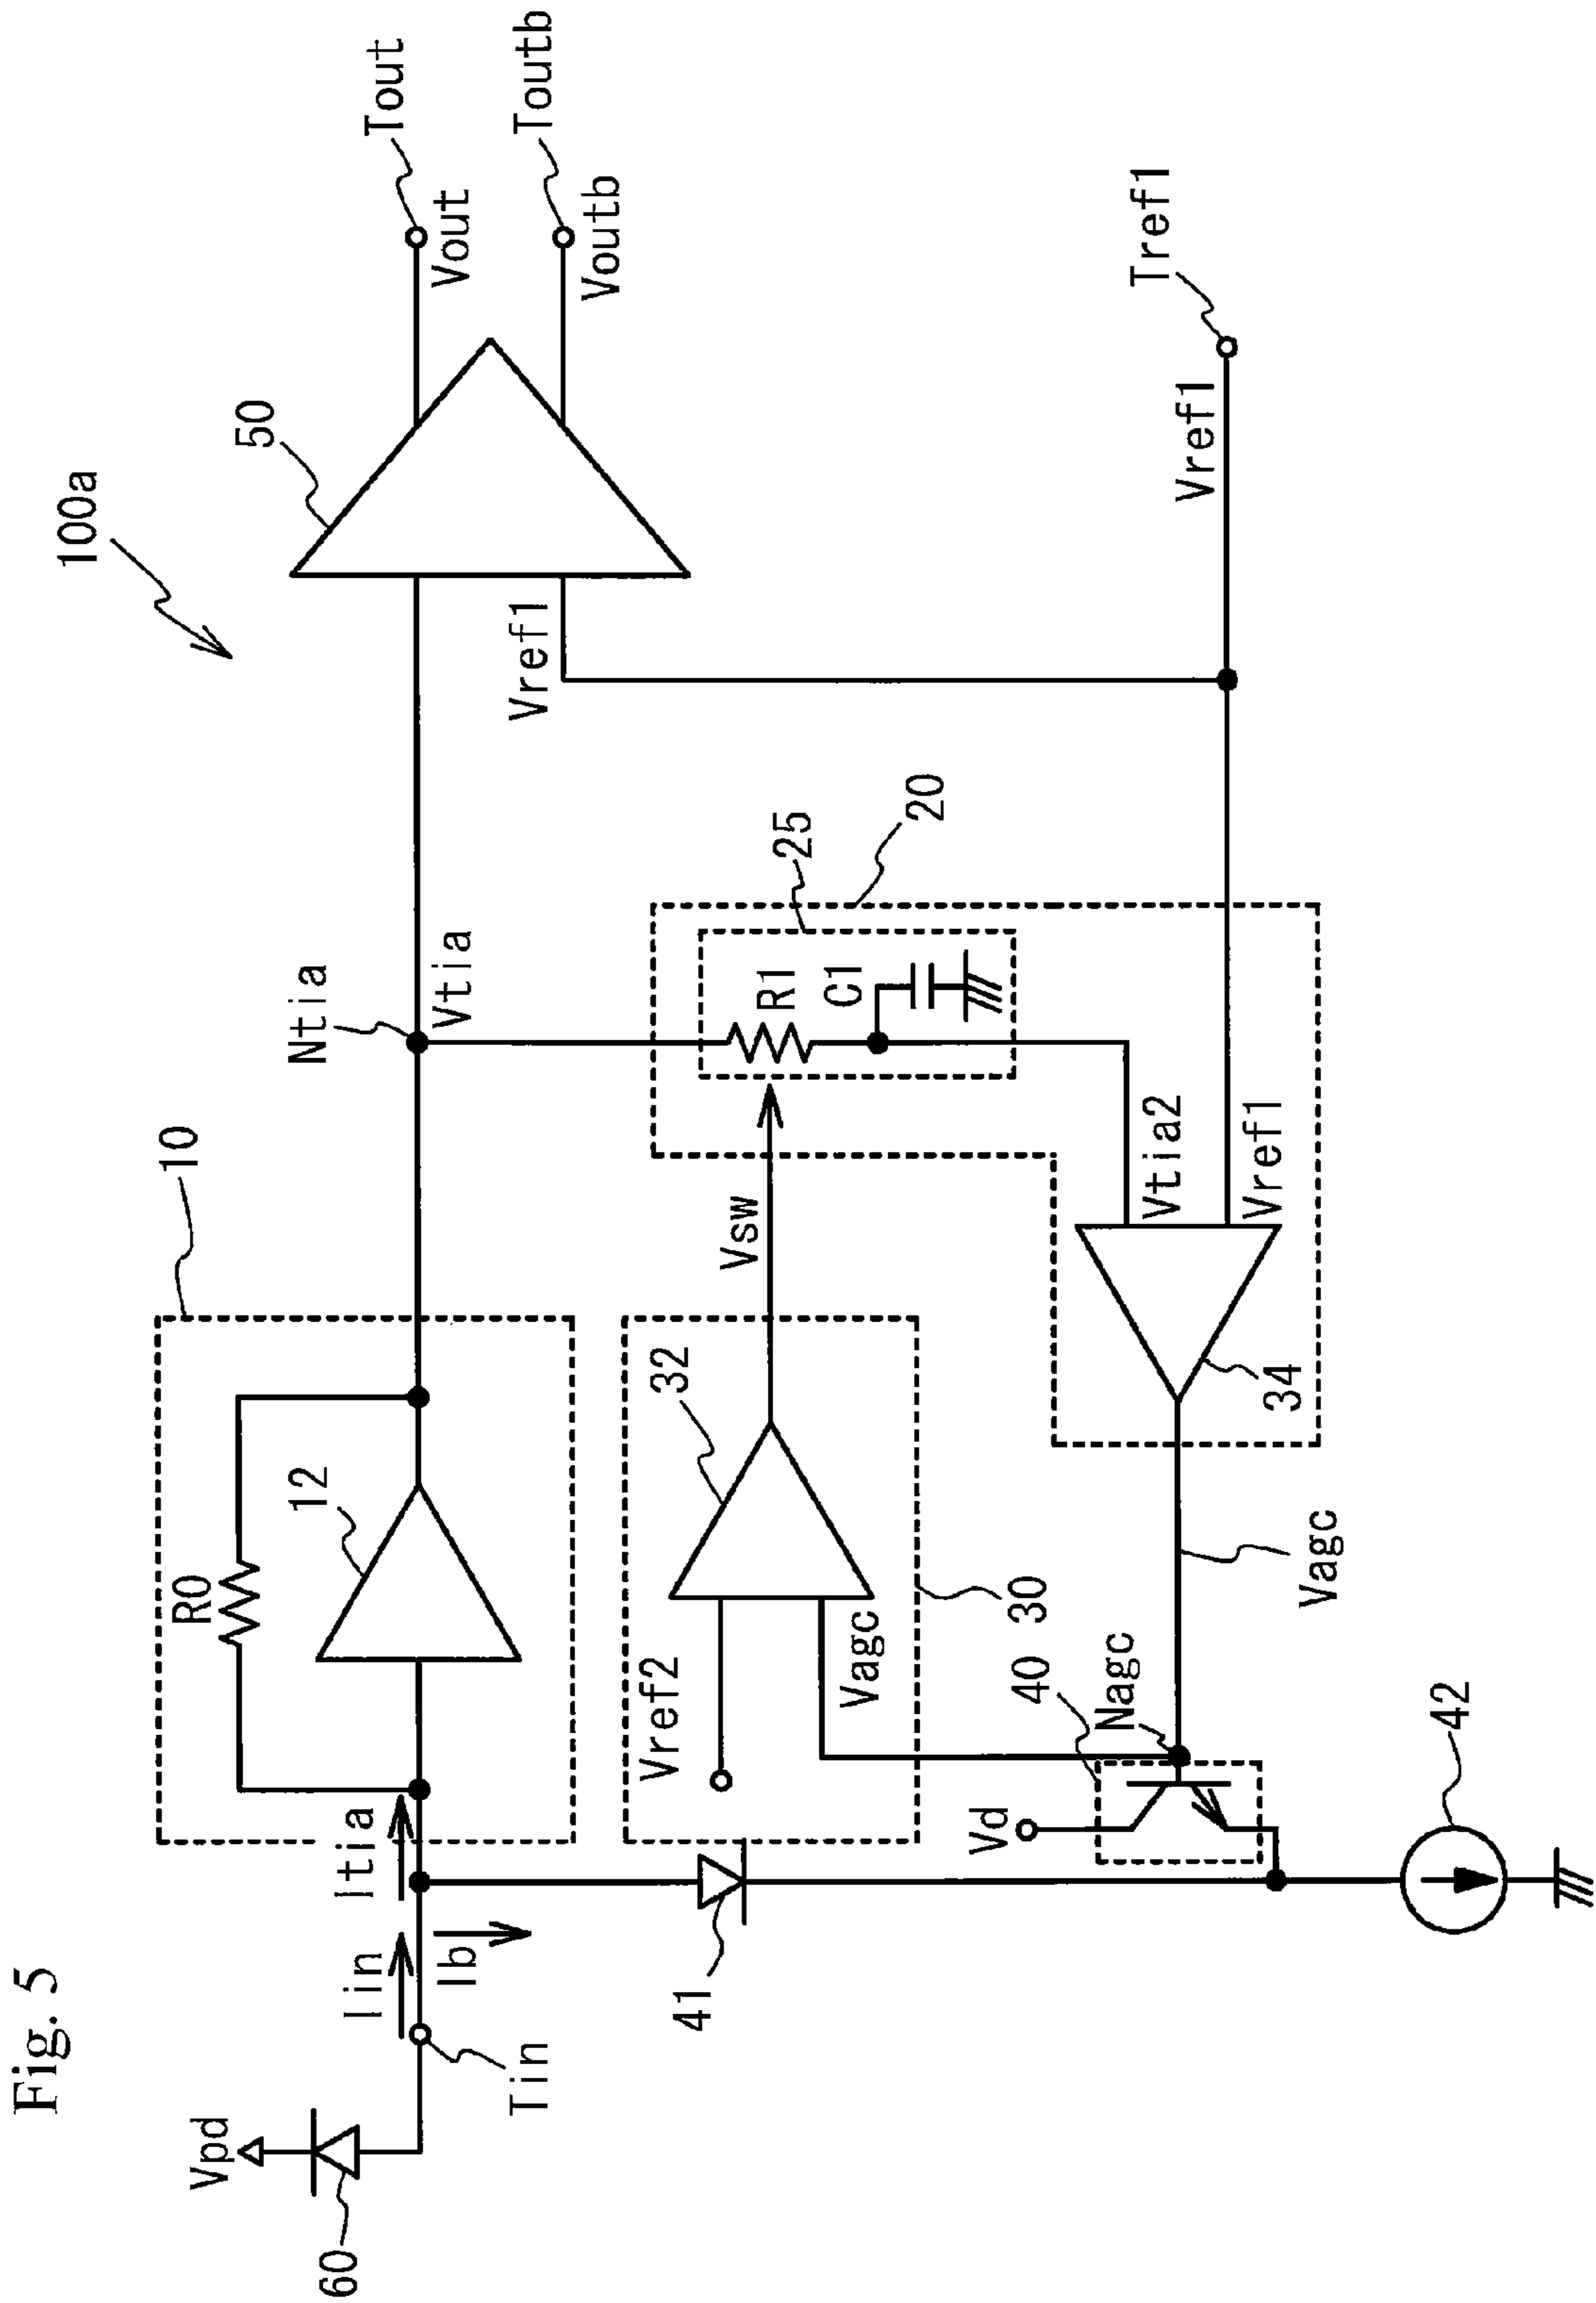 Fig. 5
100a
10
R0
12
Vpd
60
Iin
Itia
Ib
Tin
Ntia
Vtia
50
Tout
Vout
Toutb
Voutb
Vref1
Vref2
32
Vsw
25
20
R1
C1
41
Vagc
30
Vd
40
Nagc
Vtia2
Vref1
34
Vagc
Vref1
Tref1
42